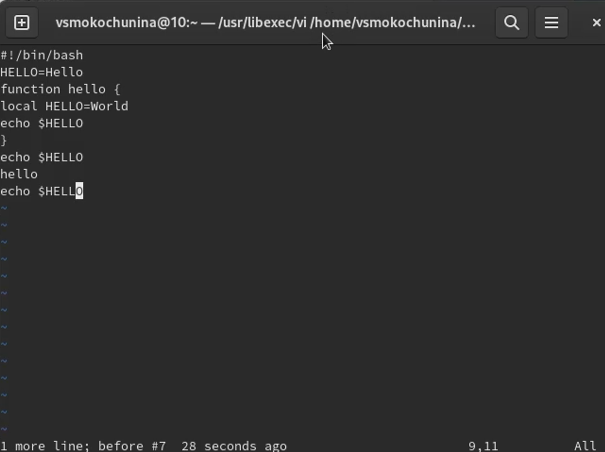 vsmokochunina@10:~ — /usr/libexec/vi /home/vsmokochunina/...
#!/bin/bash
HELLO=Hello
function hello {
local HELLO=World
echo $HELLO
}
echo $HELLO
hello
echo $HELLO
~
~
~
~
~
~
~
~
~
~
~
~
~
~
1 more line; before #7  28 seconds ago 9,11 All